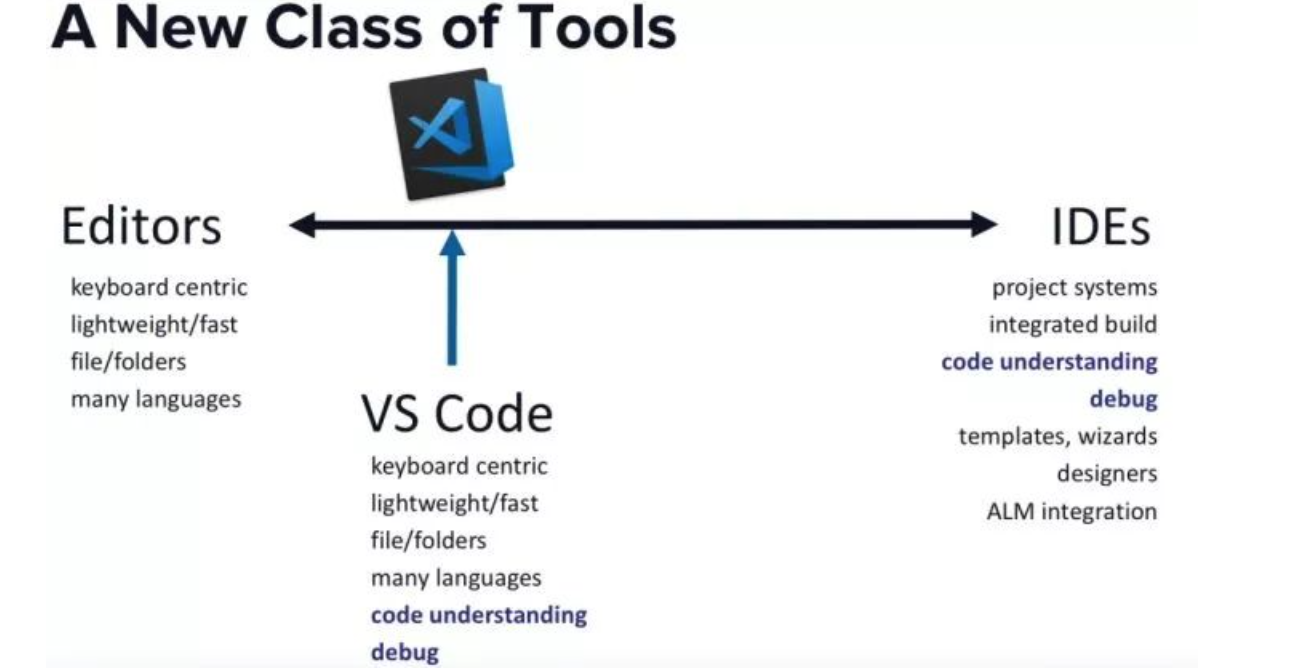 A New Class of Tools
Editors
keyboard centric
lightweight/fast
file/folders
many languages
VS Code
keyboard centric
lightweight/fast
file/folders
many languages
code understanding
debug
IDEs
project systems
integrated build
code understanding
debug
templates, wizards
designers
ALM integration